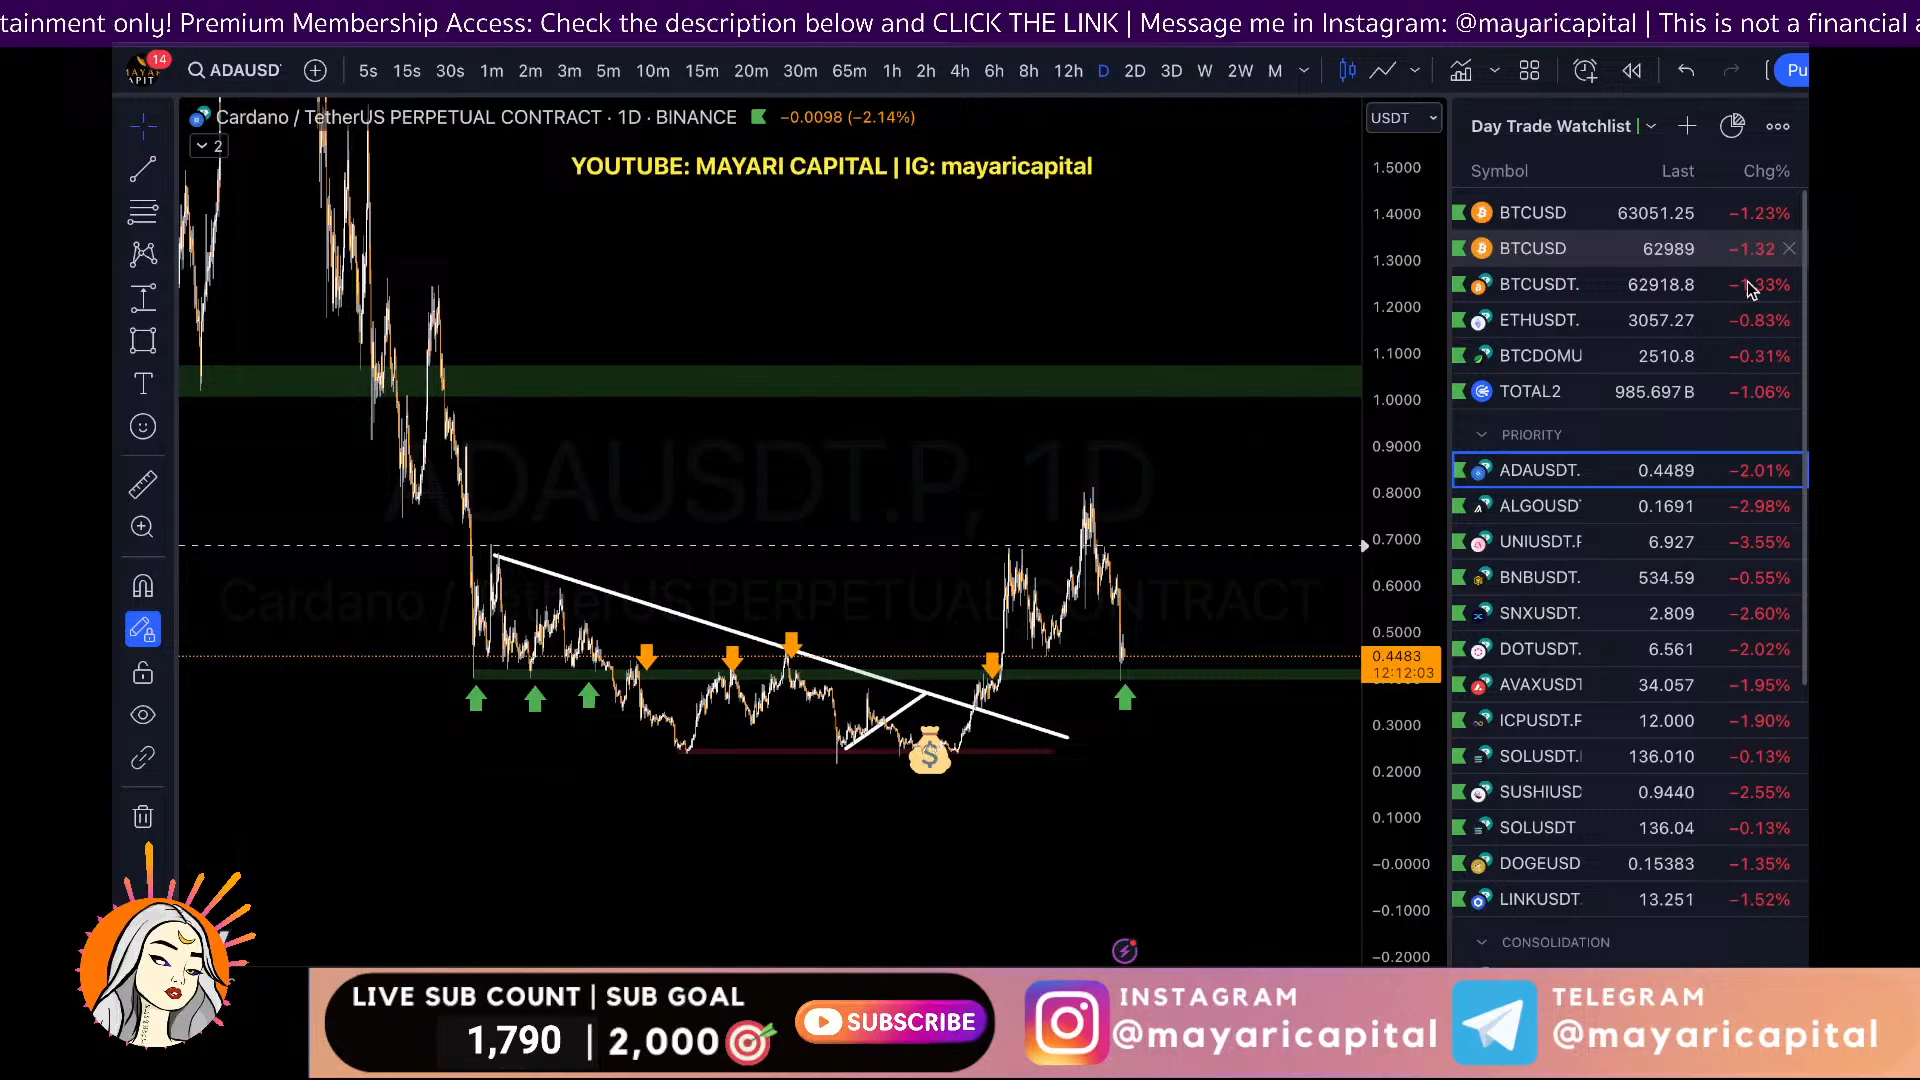 tainment only! Premium Membership Access: Check the description below and CLICK THE LINK | Message me in Instagram: @mayaricapital | This is not a financial a
14
ADAUSD
5s 15s 30s 1m 2m 3m 5m 10m 15m 20m 30m 65m 1h 2h 4h 6h 8h 12h D 2D 3D W 2W M
Pu
Cardano / TetherUS PERPETUAL CONTRACT · 1D · BINANCE −0.0098 (−2.14%)
2
YOUTUBE: MAYARI CAPITAL | IG: mayaricapital
ADAUSDT.P, 1D
Cardano / TetherUS PERPETUAL CONTRACT
USDT
1.5000
1.4000
1.3000
1.2000
1.1000
1.0000
0.9000
0.8000
0.7000
0.6000
0.5000
0.4483
12:12:03
0.3000
0.2000
0.1000
−0.0000
−0.1000
−0.2000
Day Trade Watchlist
Symbol Last Chg%
BTCUSD 63051.25 −1.23%
BTCUSD 62989 −1.32
BTCUSDT. 62918.8 −1.33%
ETHUSDT. 3057.27 −0.83%
BTCDOMU 2510.8 −0.31%
TOTAL2 985.697 B −1.06%
PRIORITY
ADAUSDT. 0.4489 −2.01%
ALGOUSD 0.1691 −2.98%
UNIUSDT.F 6.927 −3.55%
BNBUSDT. 534.59 −0.55%
SNXUSDT. 2.809 −2.60%
DOTUSDT. 6.561 −2.02%
AVAXUSDT 34.057 −1.95%
ICPUSDT.F 12.000 −1.90%
SOLUSDT. 136.010 −0.13%
SUSHIUSD 0.9440 −2.55%
SOLUSDT 136.04 −0.13%
DOGEUSD 0.15383 −1.35%
LINKUSDT 13.251 −1.52%
CONSOLIDATION
LIVE SUB COUNT | SUB GOAL
1,790 | 2,000
SUBSCRIBE
INSTAGRAM
@mayaricapital
TELEGRAM
@mayaricapital